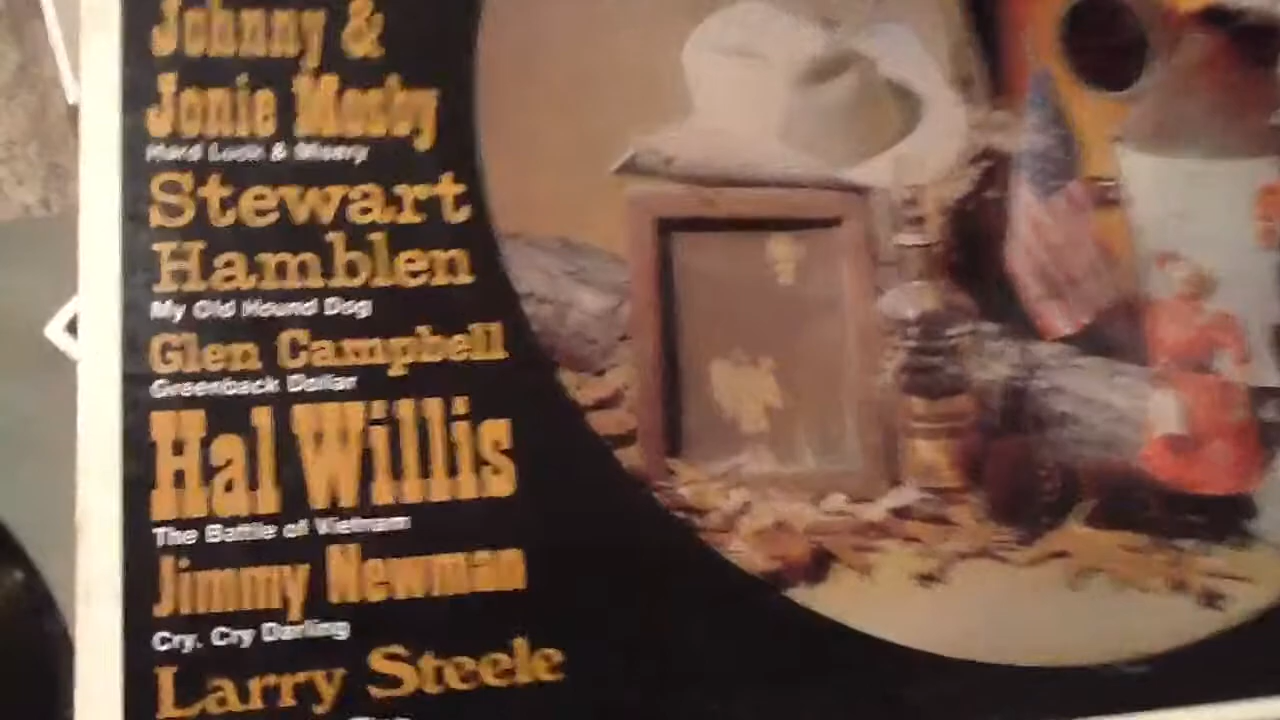 Johnny &
Jonie Mosby
Hard Luck & Misery
Stewart
Hamblen
My Old Hound Dog
Glen Campbell
Greenback Dollar
Hal Willis
The Battle of Vietnam
Jimmy Newman
Cry, Cry Darling
Larry Steele